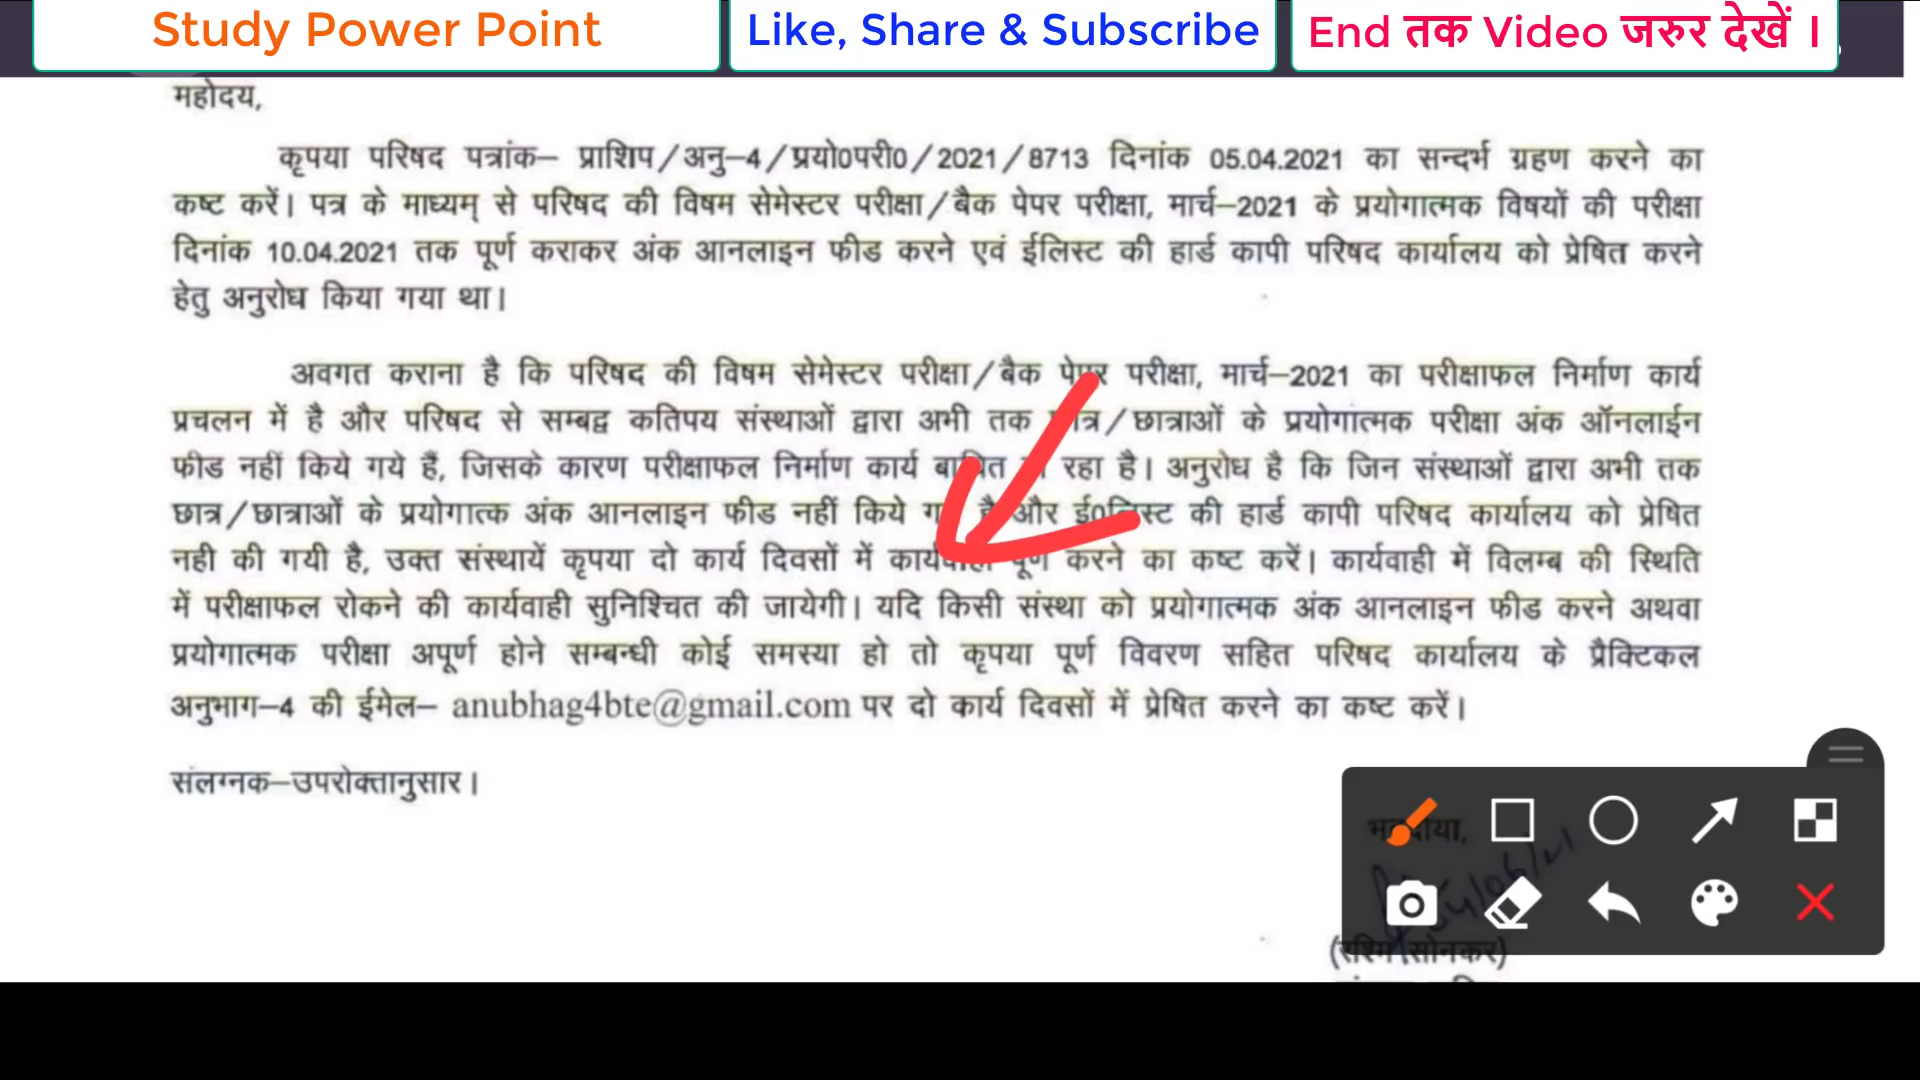 Study Power Point
Like, Share & Subscribe
End तक Video जरुर देखें ।
महोदय,
कृपया परिषद पत्रांक– प्राशिप/अनु–4/प्रयो0परी0/2021/8713 दिनांक 05.04.2021 का सन्दर्भ ग्रहण करने का
कष्ट करें। पत्र के माध्यम् से परिषद की विषम सेमेस्टर परीक्षा/बैक पेपर परीक्षा, मार्च–2021 के प्रयोगात्मक विषयों की परीक्षा
दिनांक 10.04.2021 तक पूर्ण कराकर अंक आनलाइन फीड करने एवं ईलिस्ट की हार्ड कापी परिषद कार्यालय को प्रेषित करने
हेतु अनुरोध किया गया था।
अवगत कराना है कि परिषद की विषम सेमेस्टर परीक्षा/बैक पेपर परीक्षा, मार्च–2021 का परीक्षाफल निर्माण कार्य
प्रचलन में है और परिषद से सम्बद्व कतिपय संस्थाओं द्वारा अभी तक छात्र/छात्राओं के प्रयोगात्मक परीक्षा अंक ऑनलाईन
फीड नहीं किये गये हैं, जिसके कारण परीक्षाफल निर्माण कार्य बाधित रहा है। अनुरोध है कि जिन संस्थाओं द्वारा अभी तक
छात्र/छात्राओं के प्रयोगात्क अंक आनलाइन फीड नहीं किये और ई0लिस्ट की हार्ड कापी परिषद कार्यालय को प्रेषित
नही की गयी है, उक्त संस्थायें कृपया दो कार्य दिवसों में कार्यवाही पूर्ण करने का कष्ट करें। कार्यवाही में विलम्ब की स्थिति
में परीक्षाफल रोकने की कार्यवाही सुनिश्चित की जायेगी। यदि किसी संस्था को प्रयोगात्मक अंक आनलाइन फीड करने अथवा
प्रयोगात्मक परीक्षा अपूर्ण होने सम्बन्धी कोई समस्या हो तो कृपया पूर्ण विवरण सहित परिषद कार्यालय के प्रैक्टिकल
अनुभाग–4 की ईमेल– anubhag4bte@gmail.com पर दो कार्य दिवसों में प्रेषित करने का कष्ट करें।
संलग्नक–उपरोक्तानुसार।
(रश्मि सोनकर)